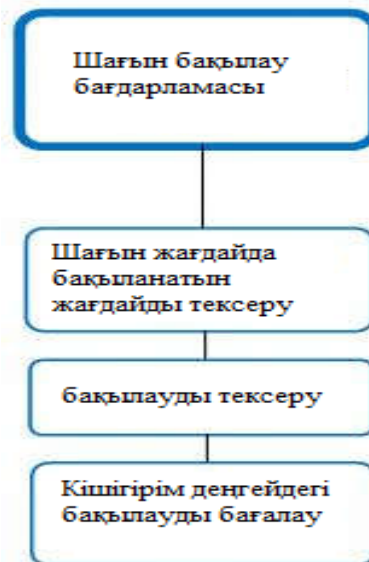 Шағын бақылау
бағдарламасы
Шағын жағдайда
бақыланатын
жағдайды тексеру
бақылауды тексеру
Кішігірім деңгейдегі
бақылауды бағалау